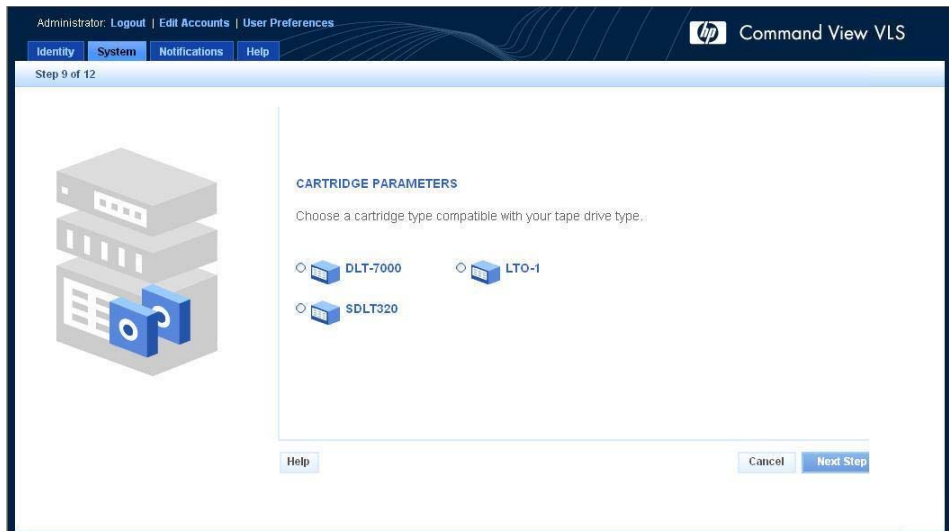 Administrator: Logout | Edit Accounts | User Preferences
hp Command View VLS
Identity System Notifications Help
Step 9 of 12
CARTRIDGE PARAMETERS
Choose a cartridge type compatible with your tape drive type.
DLT-7000 LTO-1
SDLT320
Help Cancel Next Step